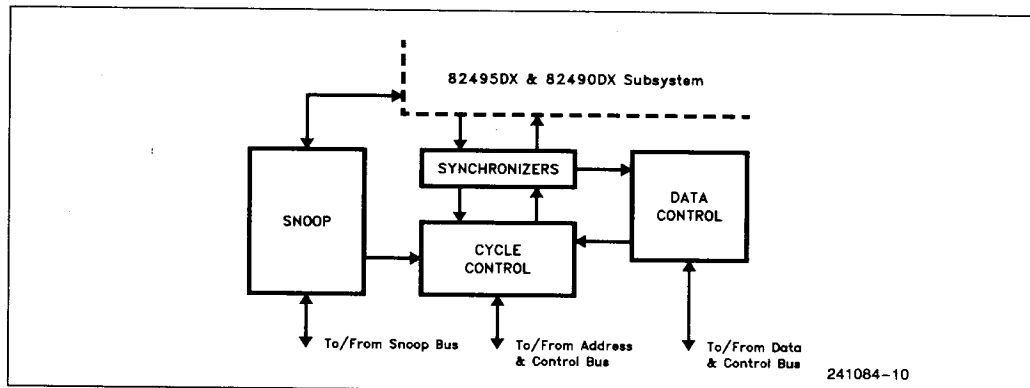 82495DX & 82490DX Subsystem
SYNCHRONIZERS
SNOOP
CYCLE
CONTROL
DATA
CONTROL
To/From Snoop Bus
To/From Address
& Control Bus
To/From Data
& Control Bus
241084-10